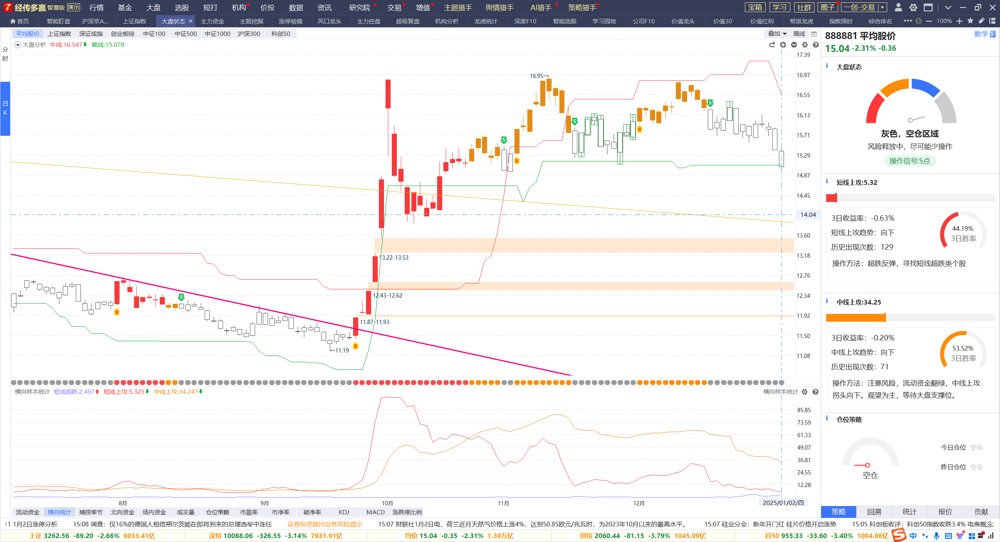 经传多赢 智尊版 演示 行情 基金 大盘 选股 短打 机构 价投 数据 资讯 研究院 交易 增值 主题猎手 舆情猎手 AI猎手 策略猎手 宝箱 学习 社群 圈子 一创-交易
首页 智能盯盘 沪深京A... 上证指数 大盘状态 主力资金 主题挖掘 涨停棱镜 风口龙头 主力控盘 超级复盘 机构分析 龙虎统计 深度F10 智能选股 学习园地 公司F10 价值龙头 价值30 价值红利 帮派龙虎 指数择时 综合排名 100%
平均股价 上证指数 深证成指 创业板综 中证100 中证500 中证1000 沪深300 科创50 叠加 画线
大盘分析 牛线:16.547 熊线:15.078
分时
日K
17.39
16.97
16.55
16.13
15.71
15.29
14.87
14.45
14.04
13.60
13.18
12.76
12.34
11.92
11.50
11.08
16.95
S
S
S
S
B
B
B
B
13.22-13.53
12.43-12.62
11.87-11.93
11.19
横向样本统计 短线超跌:2.497 短线上攻:5.325 中线上攻:34.247 横向样本统计
85.85
73.59
61.33
49.07
36.81
24.55
12.28
8月 9月 10月 11月 12月 2025/01/02/四
流动资金 横向统计 捕捞季节 北向资金 场内资金 成交量 仓位策略 市盈率 市净率 破净率 KDJ MACD 涨跌停比例
888881 平均股价 教学
15.04 -2.31% -0.36
大盘状态
灰色，空仓区域
风险释放中，尽可能少操作
操作信号:S点
短线上攻:5.32
3日收益率：-0.63%
短线上攻趋势：向下
历史出现次数：129
44.19%
3日胜率
操作方法：超跌反弹，寻找短线超跌类个股
中线上攻:34.25
3日收益率：-0.20%
中线上攻趋势：向下
历史出现次数：71
53.52%
3日胜率
操作方法：注意风险，流动资金翻绿，中线上攻
拐头向下。观望为主，等待大盘支撑位。
仓位策略
空仓
今日仓位 空仓
昨日仓位 空仓
策略 回溯 统计 报价 贡献
1月2日涨停分析 15:08 调查：仅16%的德国人相信朔尔茨能在即将到来的总理选举中连任 证券投资顾问业务风险提示 15:07 财联社1月2日电，荷兰近月天然气价格上涨4%，达到50.85欧元/兆瓦时，为2023年10月以来的最高水平。 15:07 硅业分会：新年开门红 硅片价格开启涨势 15:05 科创板收评：科创50指数收跌3.4% 电商概念
上证 3262.56 -89.20 -2.66% 6033.41亿 深指 10088.06 -326.55 -3.14% 7931.91亿 均价 15.04 -0.35 -2.31% 1.39万亿 创指 2060.44 -81.15 -3.79% 1045.09亿 科50 955.33 -33.60 -3.40% 1004.06亿 中